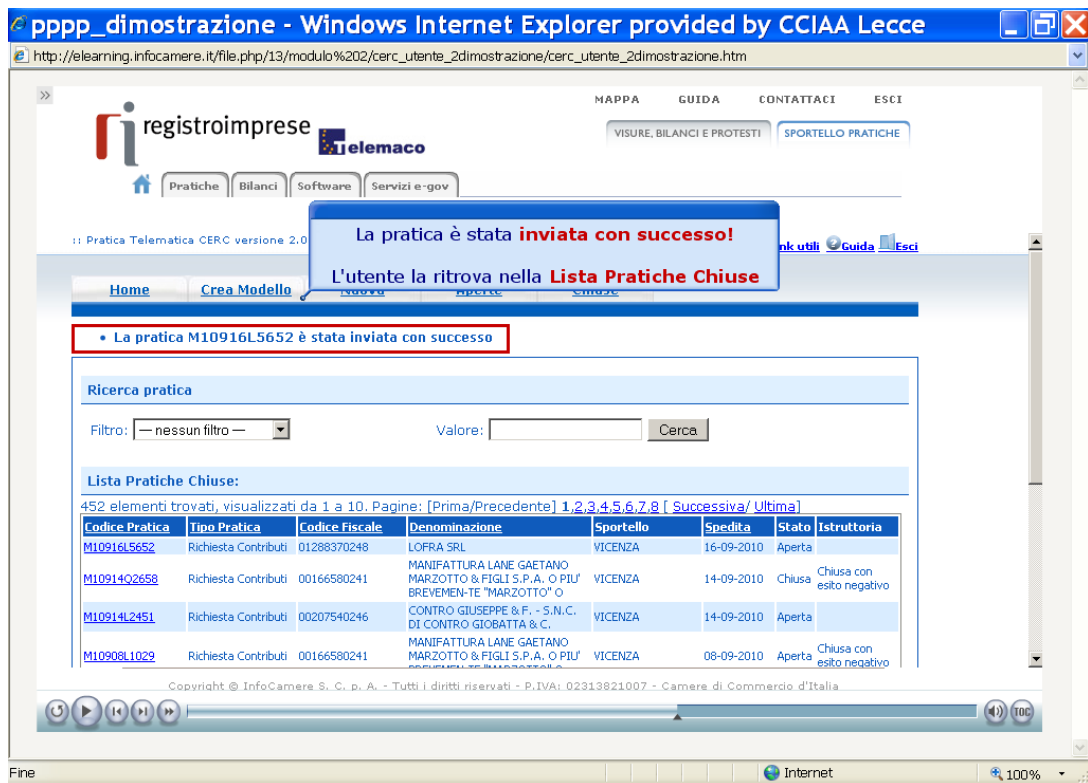 pppp_dimostrazione - Windows Internet Explorer provided by CCIAA Lecce
http://elearning.infocamere.it/file.php/13/modulo%202/cerc_utente_2dimostrazione/cerc_utente_2dimostrazione.htm
MAPPA GUIDA CONTATTACI ESCI
registroimprese Telemaco
VISURE, BILANCI E PROTESTI SPORTELLO PRATICHE
Pratiche Bilanci Software Servizi e-gov
La pratica è stata inviata con successo!
:: Pratica Telematica CERC versione 2.0
nk utili Guida Esci
L'utente la ritrova nella Lista Pratiche Chiuse
Home Crea Modello Nuova Aperte Chiuse
• La pratica M10916L5652 è stata inviata con successo
Ricerca pratica
Filtro: — nessun filtro — Valore: Cerca
Lista Pratiche Chiuse:
452 elementi trovati, visualizzati da 1 a 10. Pagine: [Prima/Precedente] 1,2,3,4,5,6,7,8 [ Successiva/ Ultima]
Codice Pratica Tipo Pratica Codice Fiscale Denominazione Sportello Spedita Stato Istruttoria
M10916L5652 Richiesta Contributi 01288370248 LOFRA SRL VICENZA 16-09-2010 Aperta
MANIFATTURA LANE GAETANO
M10914Q2658 Richiesta Contributi 00166580241 MARZOTTO & FIGLI S.P.A. O PIU' VICENZA 14-09-2010 Chiusa Chiusa con esito negativo
BREVEMEN-TE "MARZOTTO" O
M10914L2451 Richiesta Contributi 00207540246 CONTRO GIUSEPPE & F. - S.N.C. VICENZA 14-09-2010 Aperta
DI CONTRO GIOBATTA & C.
MANIFATTURA LANE GAETANO
M10908L1029 Richiesta Contributi 00166580241 MARZOTTO & FIGLI S.P.A. O PIU' VICENZA 08-09-2010 Aperta Chiusa con esito negativo
BREVEMEN-TE "MARZOTTO" O
Copyright @ InfoCamere S. C. p. A. - Tutti i diritti riservati - P.IVA: 02313821007 - Camere di Commercio d'Italia
TOC
Fine Internet 100%